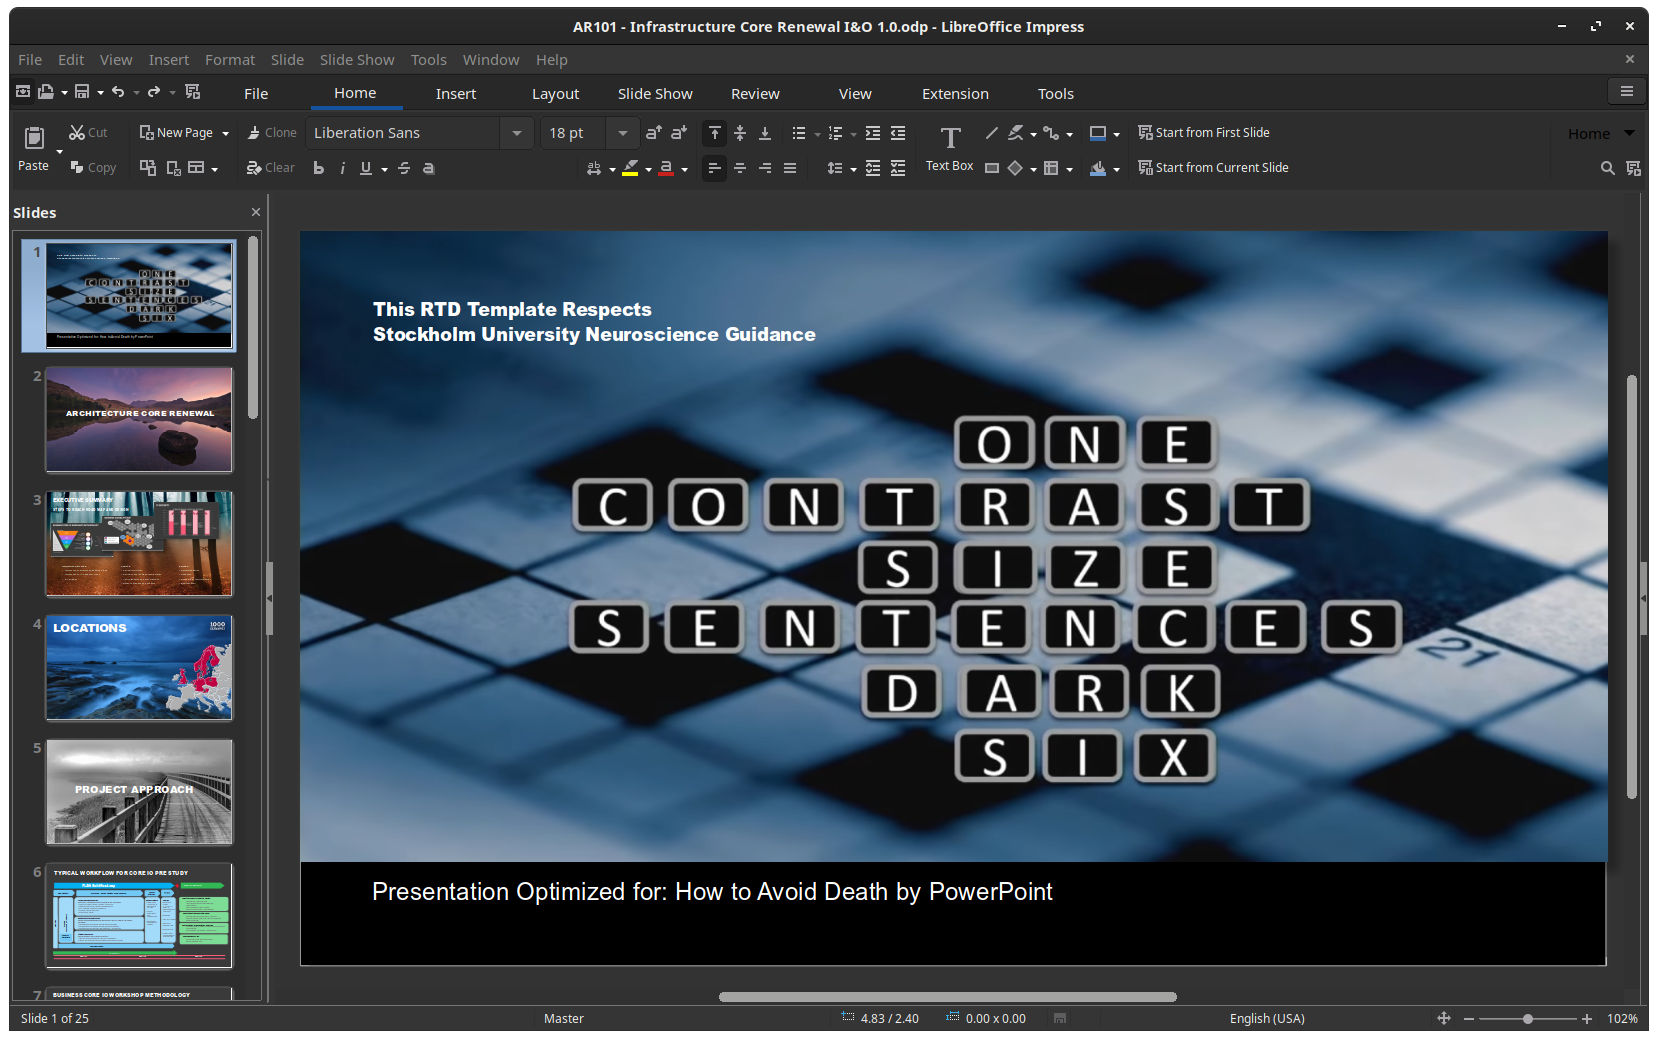 AR101 - Infrastructure Core Renewal I&O 1.0.odp - LibreOffice Impress
File Edit View Insert Format Slide Slide Show Tools Window Help
File Home Insert Layout Slide Show Review View Extension Tools
Paste Cut Copy New Page Clone Clear Liberation Sans 18 pt Text Box Start from First Slide Start from Current Slide Home
Slides
1
2
ARCHITECTURE CORE RENEWAL
3
EXECUTIVE SUMMARY
4
LOCATIONS
5
PROJECT APPROACH
6
TYPICAL WORKFLOW FOR CORE IO PRE STUDY
7
BUSINESS CORE IO WORKSHOP METHODOLOGY
This RTD Template Respects
Stockholm University Neuroscience Guidance
ONE
CONTRAST
SIZE
SENTENCES
DARK
SIX
21
Presentation Optimized for: How to Avoid Death by PowerPoint
Slide 1 of 25 Master 4.83 / 2.40 0.00 x 0.00 English (USA) 102%